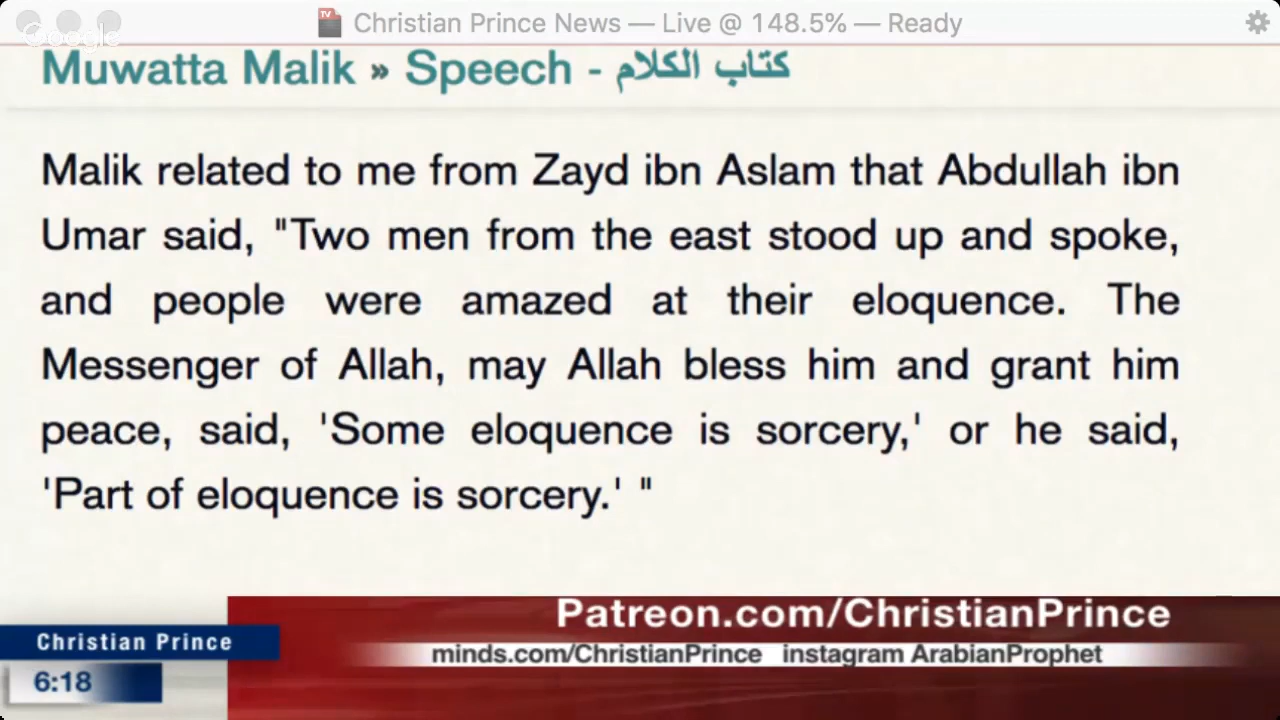 TV Christian Prince News — Live @ 148.5% — Ready
Google
Muwatta Malik » Speech - كتاب الكلام
Malik related to me from Zayd ibn Aslam that Abdullah ibn
Umar said, "Two men from the east stood up and spoke,
and people were amazed at their eloquence. The
Messenger of Allah, may Allah bless him and grant him
peace, said, 'Some eloquence is sorcery,' or he said,
'Part of eloquence is sorcery.' "
Patreon.com/ChristianPrince
Christian Prince
minds.com/ChristianPrince instagram ArabianProphet
6:18